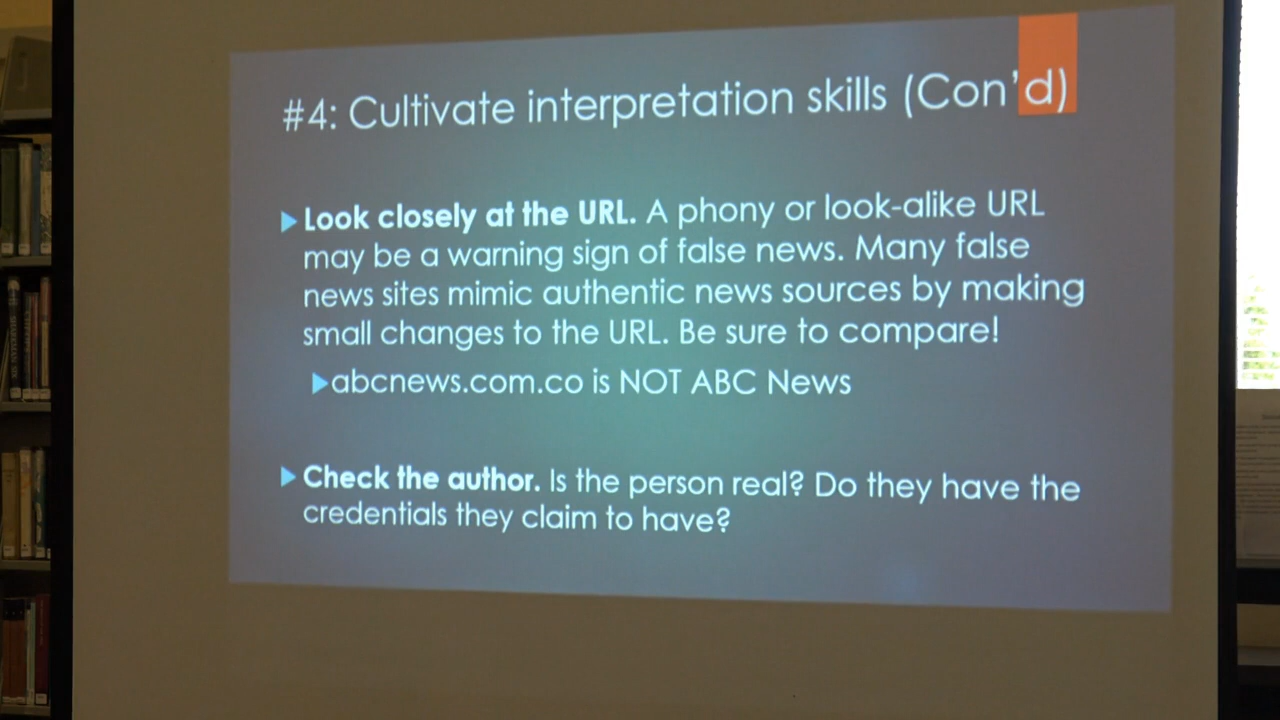 #4: Cultivate interpretation skills (Con'd)
Look closely at the URL. A phony or look-alike URL
may be a warning sign of false news. Many false
news sites mimic authentic news sources by making
small changes to the URL. Be sure to compare!
abcnews.com.co is NOT ABC News
Check the author. Is the person real? Do they have the
credentials they claim to have?